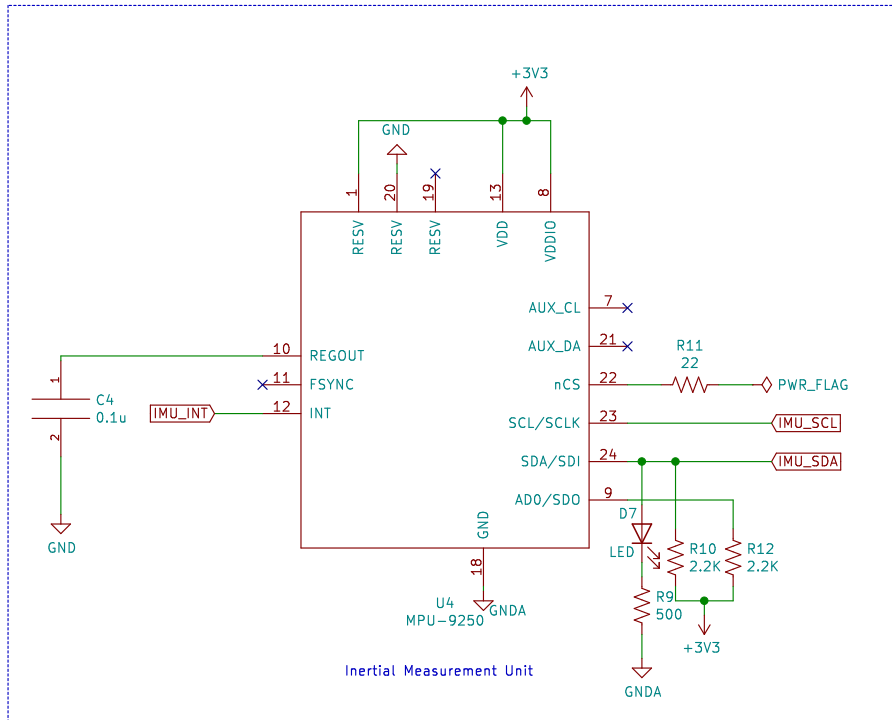 +3V3
GND
1
20
19
13
8
RESV
RESV
RESV
VDD
VDDIO
AUX_CL
7
AUX_DA
21
R11
22
nCS
22
PWR_FLAG
10
REGOUT
11
FSYNC
12
INT
IMU_INT
1
C4
0.1u
2
GND
SCL/SCLK
23
IMU_SCL
SDA/SDI
24
IMU_SDA
AD0/SDO
9
GND
18
D7
LED
R10
2.2K
R12
2.2K
R9
500
U4
MPU-9250
GNDA
+3V3
GNDA
Inertial Measurement Unit